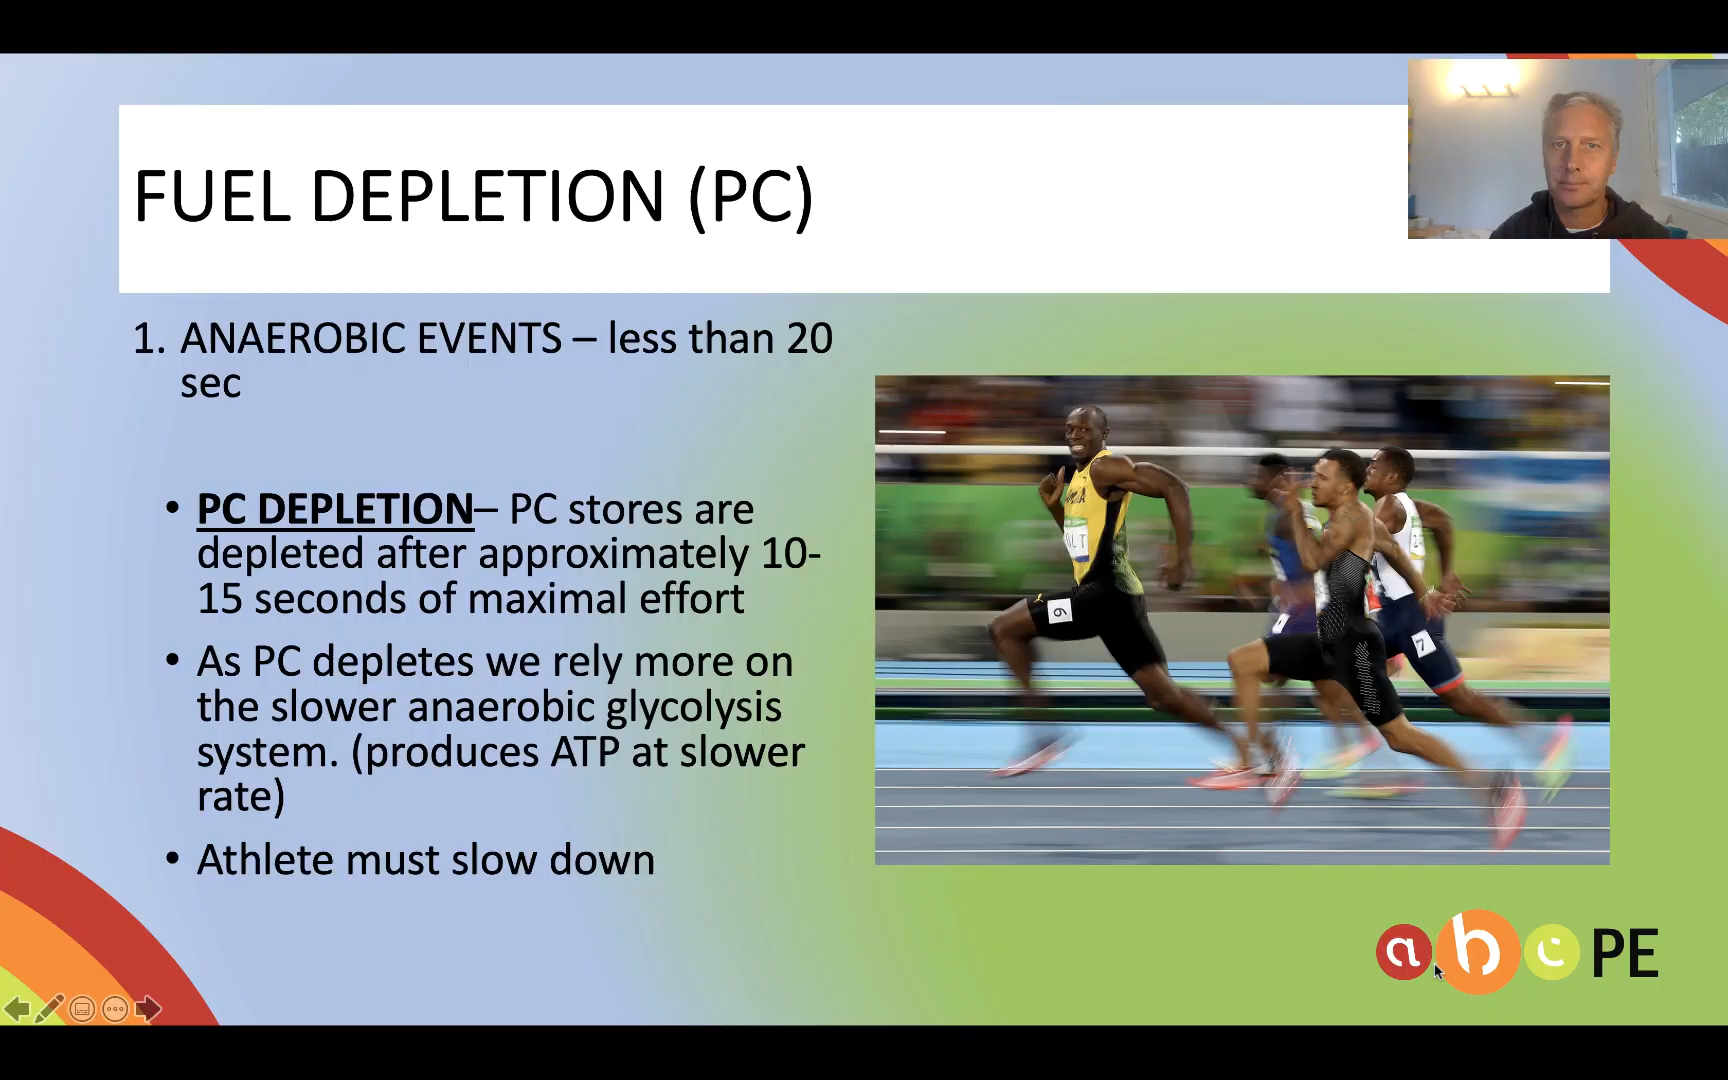 FUEL DEPLETION (PC)
1. ANAEROBIC EVENTS – less than 20
sec
• PC DEPLETION– PC stores are
depleted after approximately 10-
15 seconds of maximal effort
• As PC depletes we rely more on
the slower anaerobic glycolysis
system. (produces ATP at slower
rate)
• Athlete must slow down
9
7
abc PE